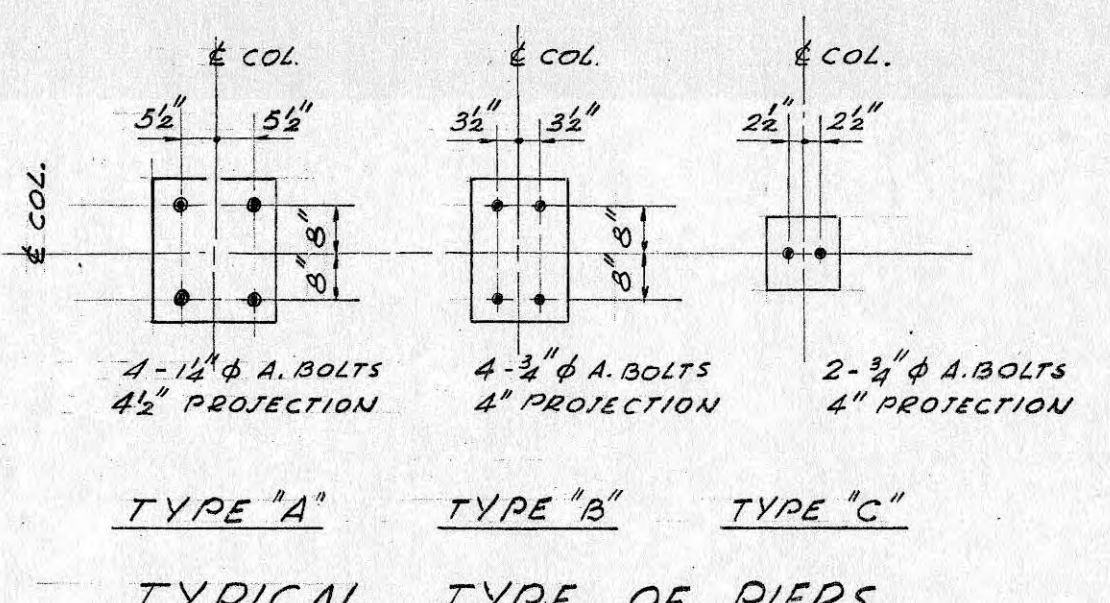 ℄ COL.
℄ COL.
℄ COL.
5½" 5½"
3½" 3½"
2½" 2½"
℄ COL.
8" 8"
8" 8"
4-1¼"⌀ A. BOLTS
4½" PROJECTION
4-¾"⌀ A. BOLTS
4" PROJECTION
2-¾"⌀ A. BOLTS
4" PROJECTION
TYPE "A"
TYPE "B"
TYPE "C"
TYPICAL TYPE OF PIERS